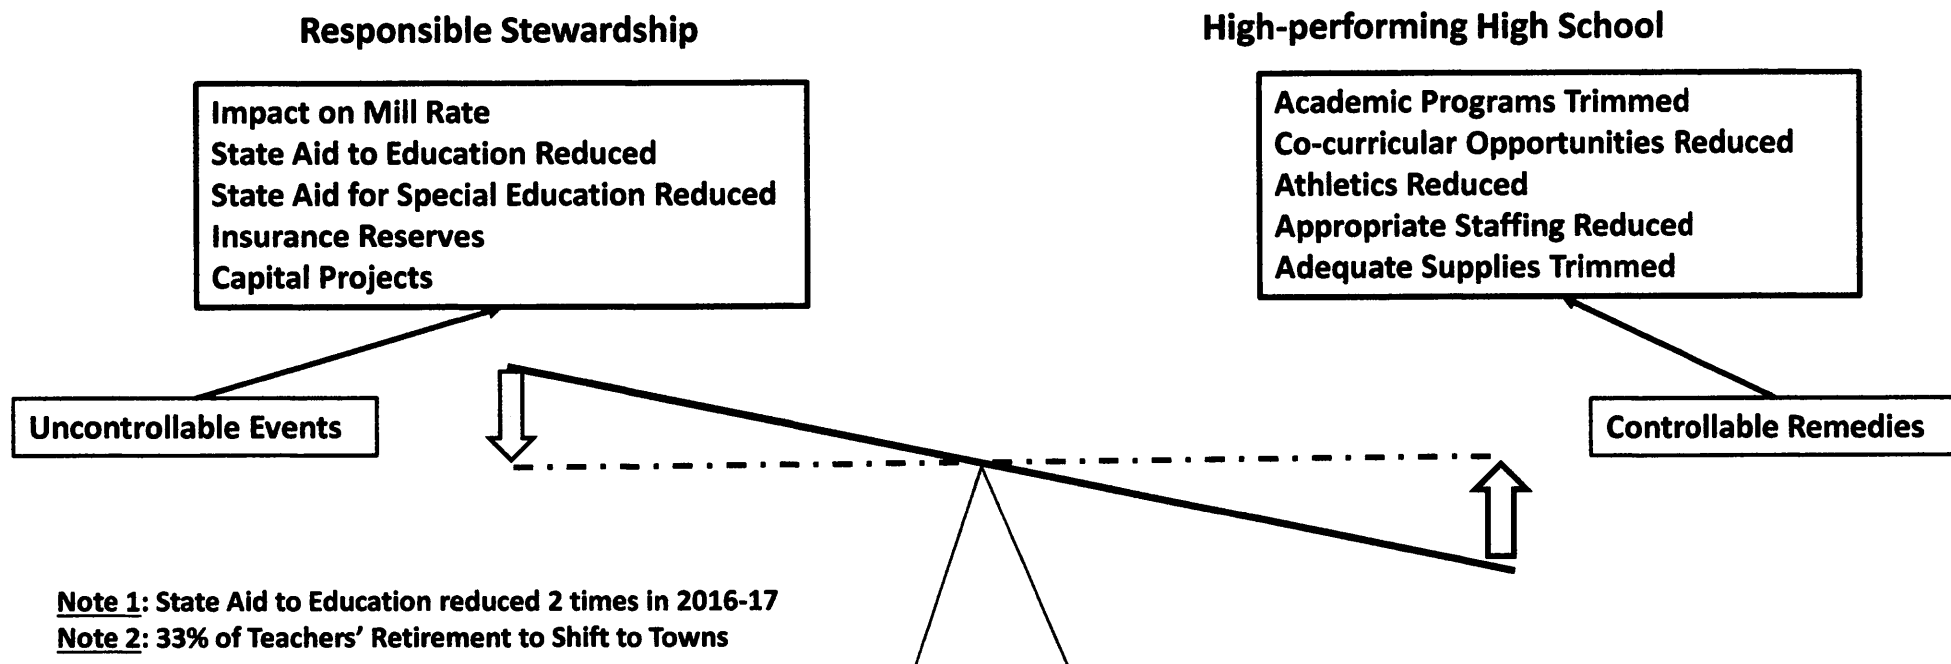 Responsible Stewardship
Impact on Mill Rate
State Aid to Education Reduced
State Aid for Special Education Reduced
Insurance Reserves
Capital Projects
Uncontrollable Events
High-performing High School
Academic Programs Trimmed
Co-curricular Opportunities Reduced
Athletics Reduced
Appropriate Staffing Reduced
Adequate Supplies Trimmed
Controllable Remedies
Note 1: State Aid to Education reduced 2 times in 2016-17
Note 2: 33% of Teachers’ Retirement to Shift to Towns